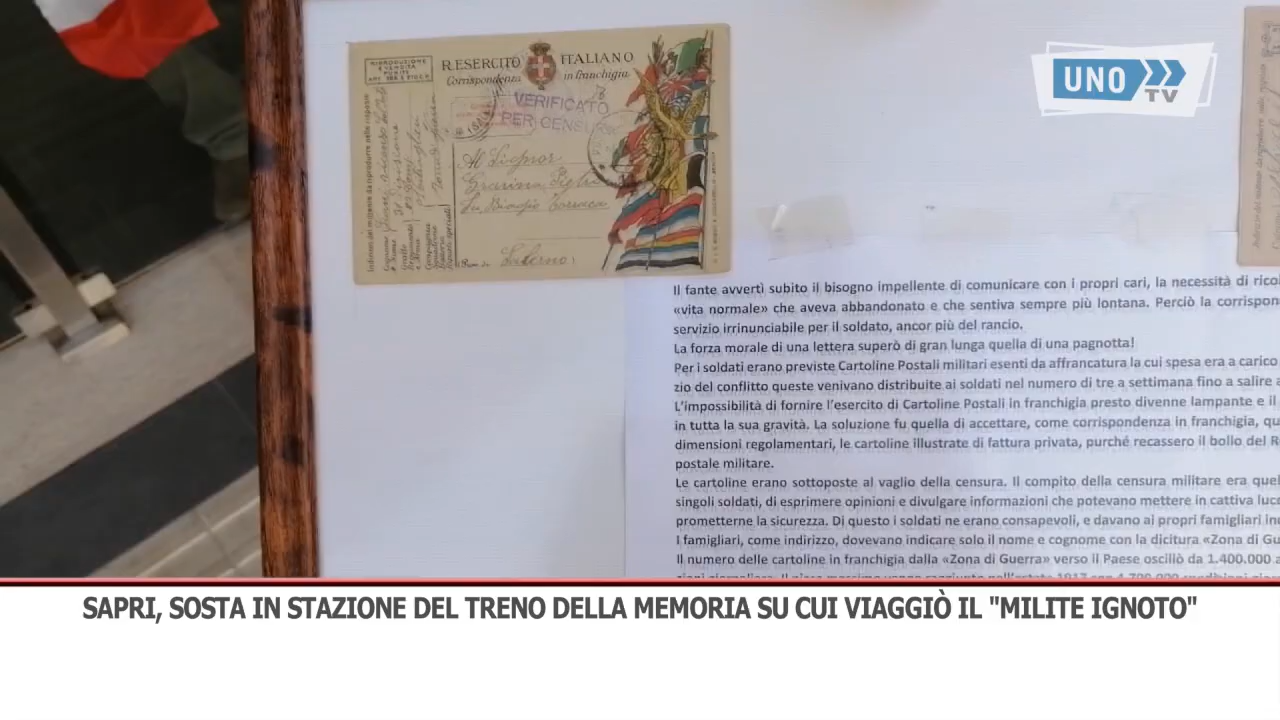 UNO
TV
RIPRODUZIONE
E VENDITA
R. ESERCITO ITALIANO
Corrispondenza in franchigia
VERIFICATO
PER CENSURA
Al Signor
Salerno
Il fante avvertì subito il bisogno impellente di comunicare con i propri cari, la necessità di rico
«vita normale» che aveva abbandonato e che sentiva sempre più lontana. Perciò la corrispon
servizio irrinunciabile per il soldato, ancor più del rancio.
La forza morale di una lettera superò di gran lunga quella di una pagnotta!
Per i soldati erano previste Cartoline Postali militari esenti da affrancatura la cui spesa era a carico
zio del conflitto queste venivano distribuite ai soldati nel numero di tre a settimana fino a salire a
L'impossibilità di fornire l'esercito di Cartoline Postali in franchigia presto divenne lampante e il
in tutta la sua gravità. La soluzione fu quella di accettare, come corrispondenza in franchigia, qu
dimensioni regolamentari, le cartoline illustrate di fattura privata, purché recassero il bollo del R
postale militare.
Le cartoline erano sottoposte al vaglio della censura. Il compito della censura militare era quel
singoli soldati, di esprimere opinioni e divulgare informazioni che potevano mettere in cattiva luc
prometterne la sicurezza. Di questo i soldati ne erano consapevoli, e davano ai propri famigliari in
I famigliari, come indirizzo, dovevano indicare solo il nome e cognome con la dicitura «Zona di Gu
Il numero delle cartoline in franchigia dalla «Zona di Guerra» verso il Paese oscillò da 1.400.000 a
SAPRI, SOSTA IN STAZIONE DEL TRENO DELLA MEMORIA SU CUI VIAGGIÒ IL "MILITE IGNOTO"